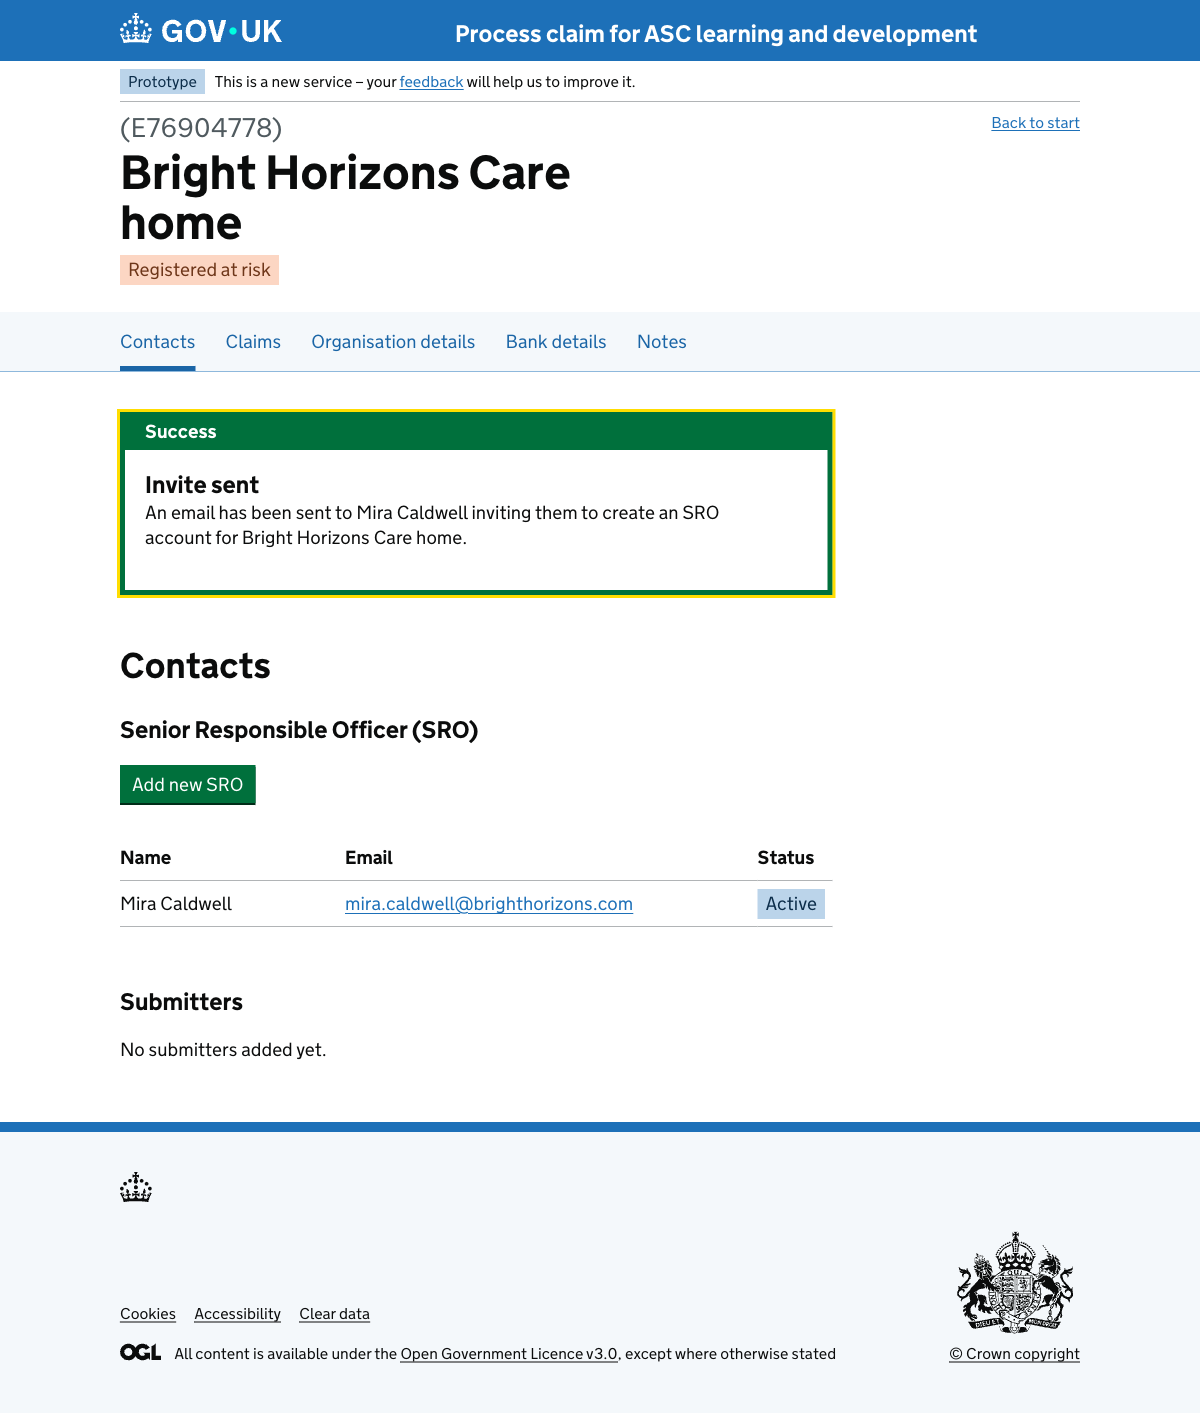 GOV·UK
Process claim for ASC learning and development
Prototype This is a new service – your feedback will help us to improve it.
(E76904778)
Back to start
Bright Horizons Care
home
Registered at risk
Contacts Claims Organisation details Bank details Notes
Success
Invite sent
An email has been sent to Mira Caldwell inviting them to create an SRO
account for Bright Horizons Care home.
Contacts
Senior Responsible Officer (SRO)
Add new SRO
Name Email Status
Mira Caldwell mira.caldwell@brighthorizons.com Active
Submitters
No submitters added yet.
Cookies Accessibility Clear data
OGL All content is available under the Open Government Licence v3.0, except where otherwise stated
© Crown copyright